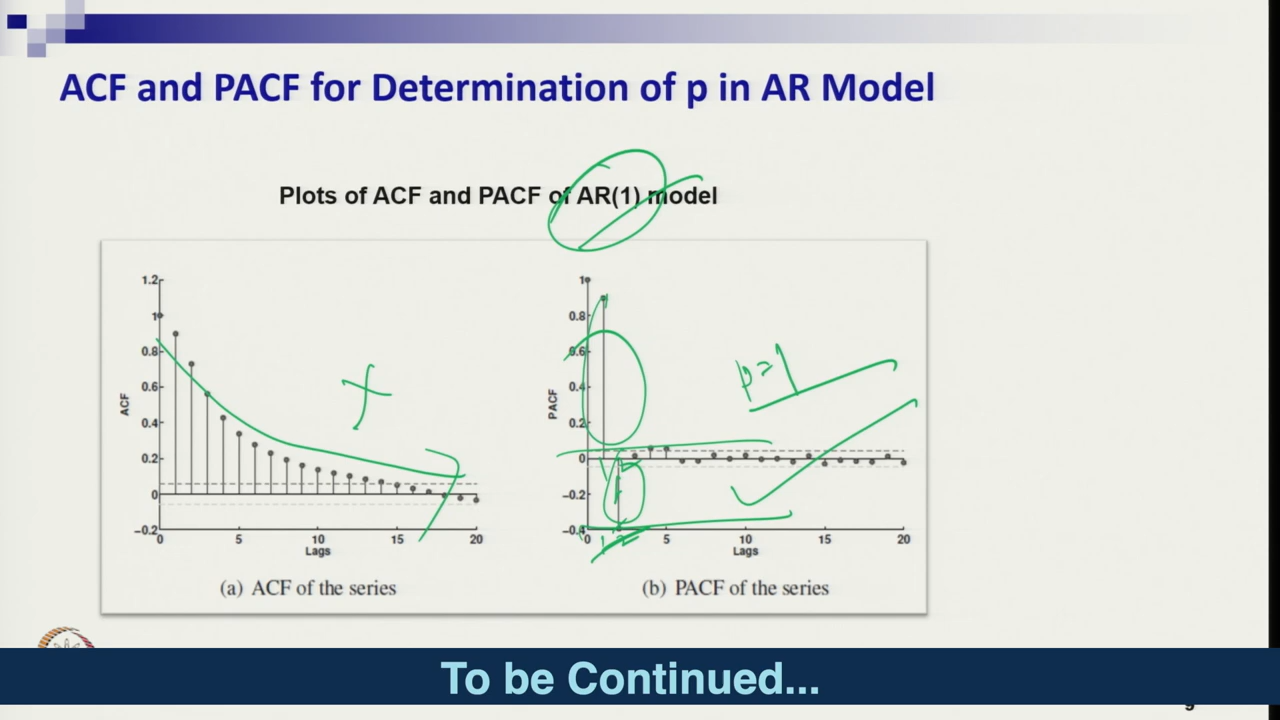 ACF and PACF for Determination of p in AR Model
Plots of ACF and PACF of AR(1) model
1.2
1
0.8
0.6
0.4
0.2
0
-0.2
ACF
0 5 10 15 20
Lags
(a) ACF of the series
1
0.8
0.6
0.4
0.2
0
-0.2
-0.4
PACF
0 5 10 15 20
Lags
(b) PACF of the series
To be Continued...